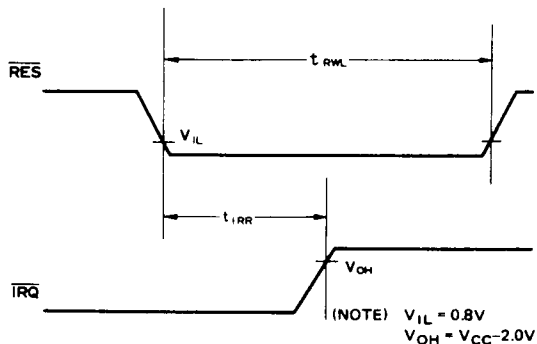 t RWL
RES
V IL
t IRR
V OH
IRQ
(NOTE) V IL = 0.8V
V OH = V CC -2.0V